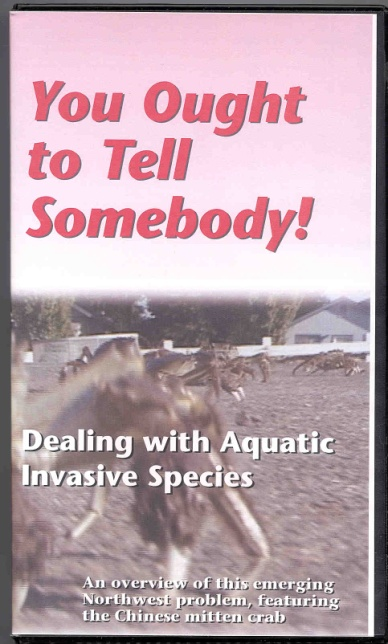 You Ought
to Tell
Somebody!
Dealing with Aquatic
Invasive Species
An overview of this emerging
Northwest problem, featuring
the Chinese mitten crab